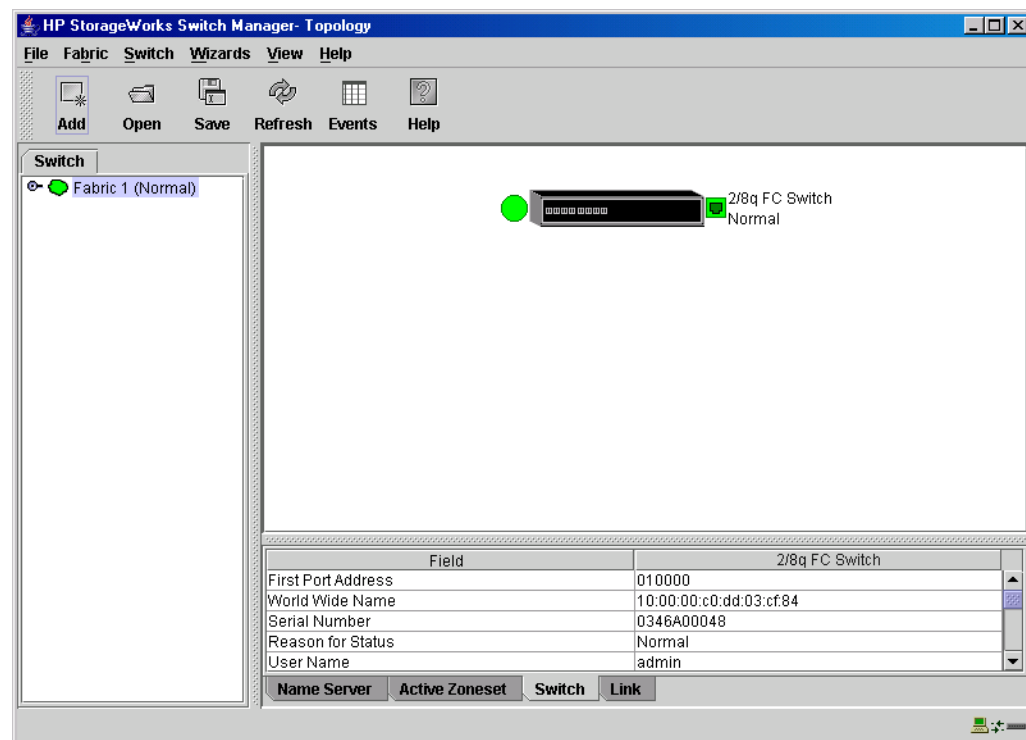 HP StorageWorks Switch Manager- Topology
File Fabric Switch Wizards View Help
Add Open Save Refresh Events Help
Switch
Fabric 1 (Normal)
2/8q FC Switch
Normal
Field 2/8q FC Switch
First Port Address 010000
World Wide Name 10:00:00:c0:dd:03:cf:84
Serial Number 0346A00048
Reason for Status Normal
User Name admin
Name Server Active Zoneset Switch Link